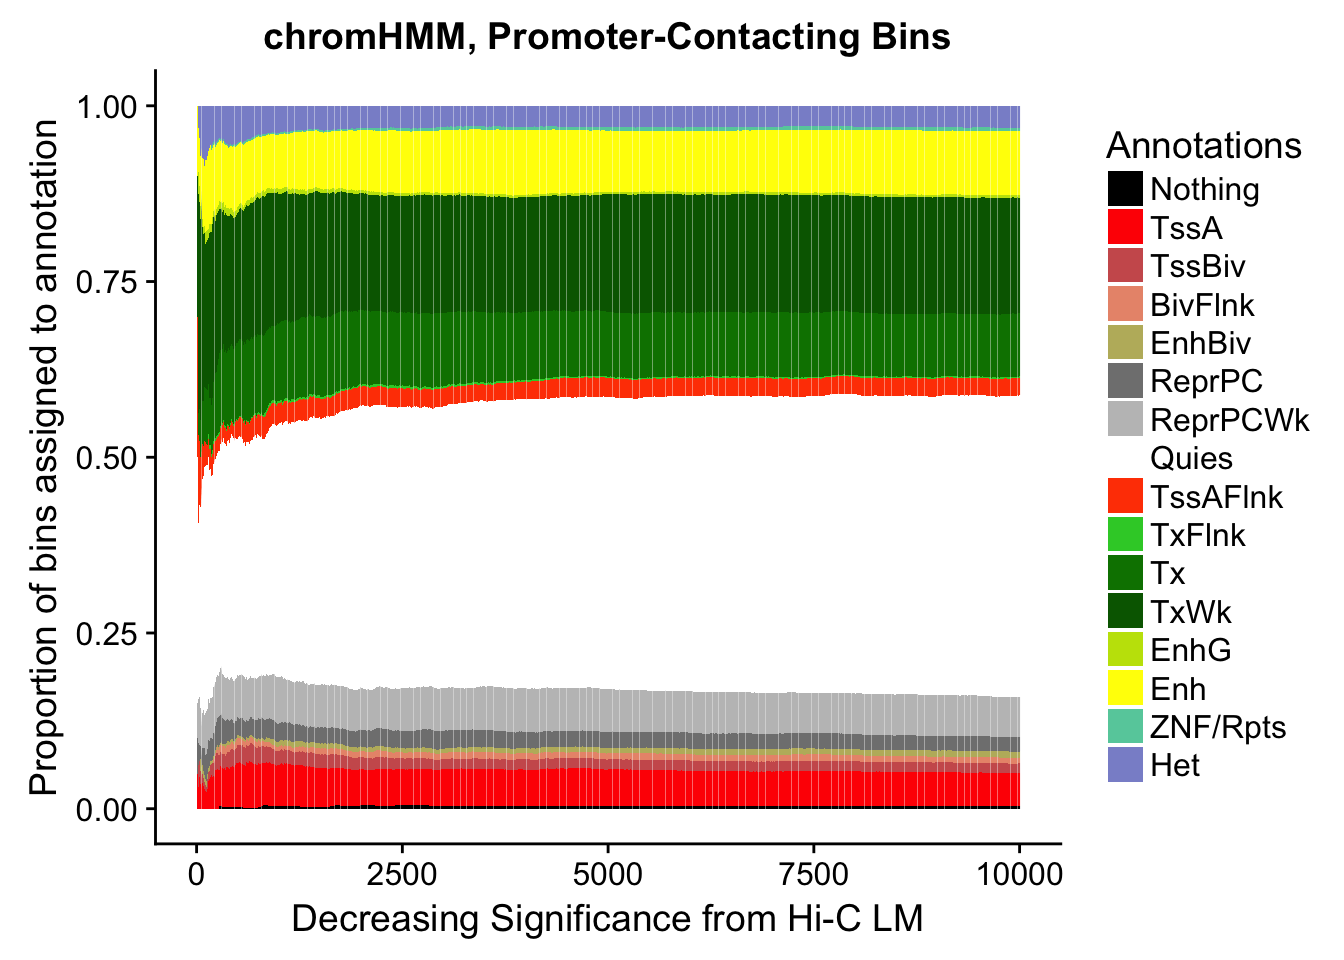 chromHMM, Promoter-Contacting Bins
Proportion of bins assigned to annotation
1.00
0.75
0.50
0.25
0.00
0
2500
5000
7500
10000
Decreasing Significance from Hi-C LM
Annotations
Nothing
TssA
TssBiv
BivFlnk
EnhBiv
ReprPC
ReprPCWk
Quies
TssAFlnk
TxFlnk
Tx
TxWk
EnhG
Enh
ZNF/Rpts
Het